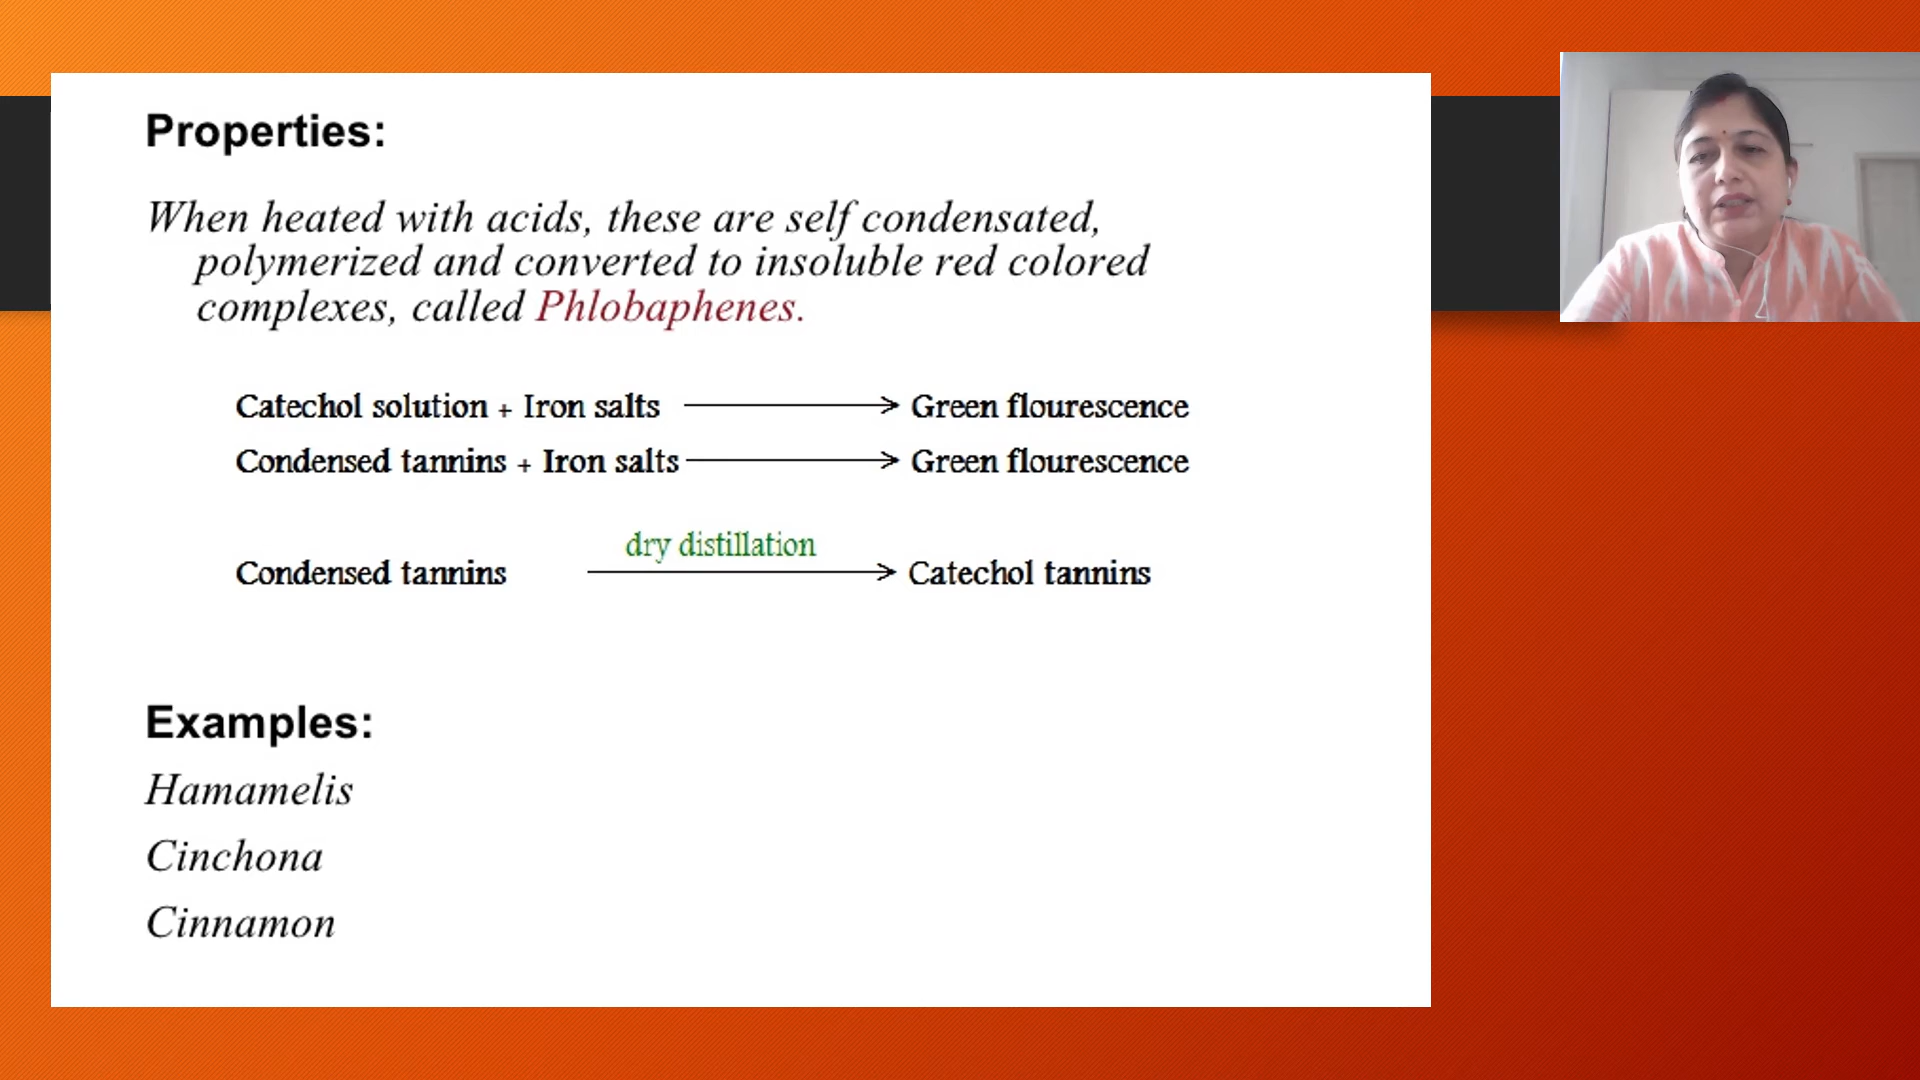 Properties:
When heated with acids, these are self condensated,
polymerized and converted to insoluble red colored
complexes, called Phlobaphenes.
Catechol solution + Iron salts → Green flourescence
Condensed tannins + Iron salts → Green flourescence
dry distillation
Condensed tannins → Catechol tannins
Examples:
Hamamelis
Cinchona
Cinnamon